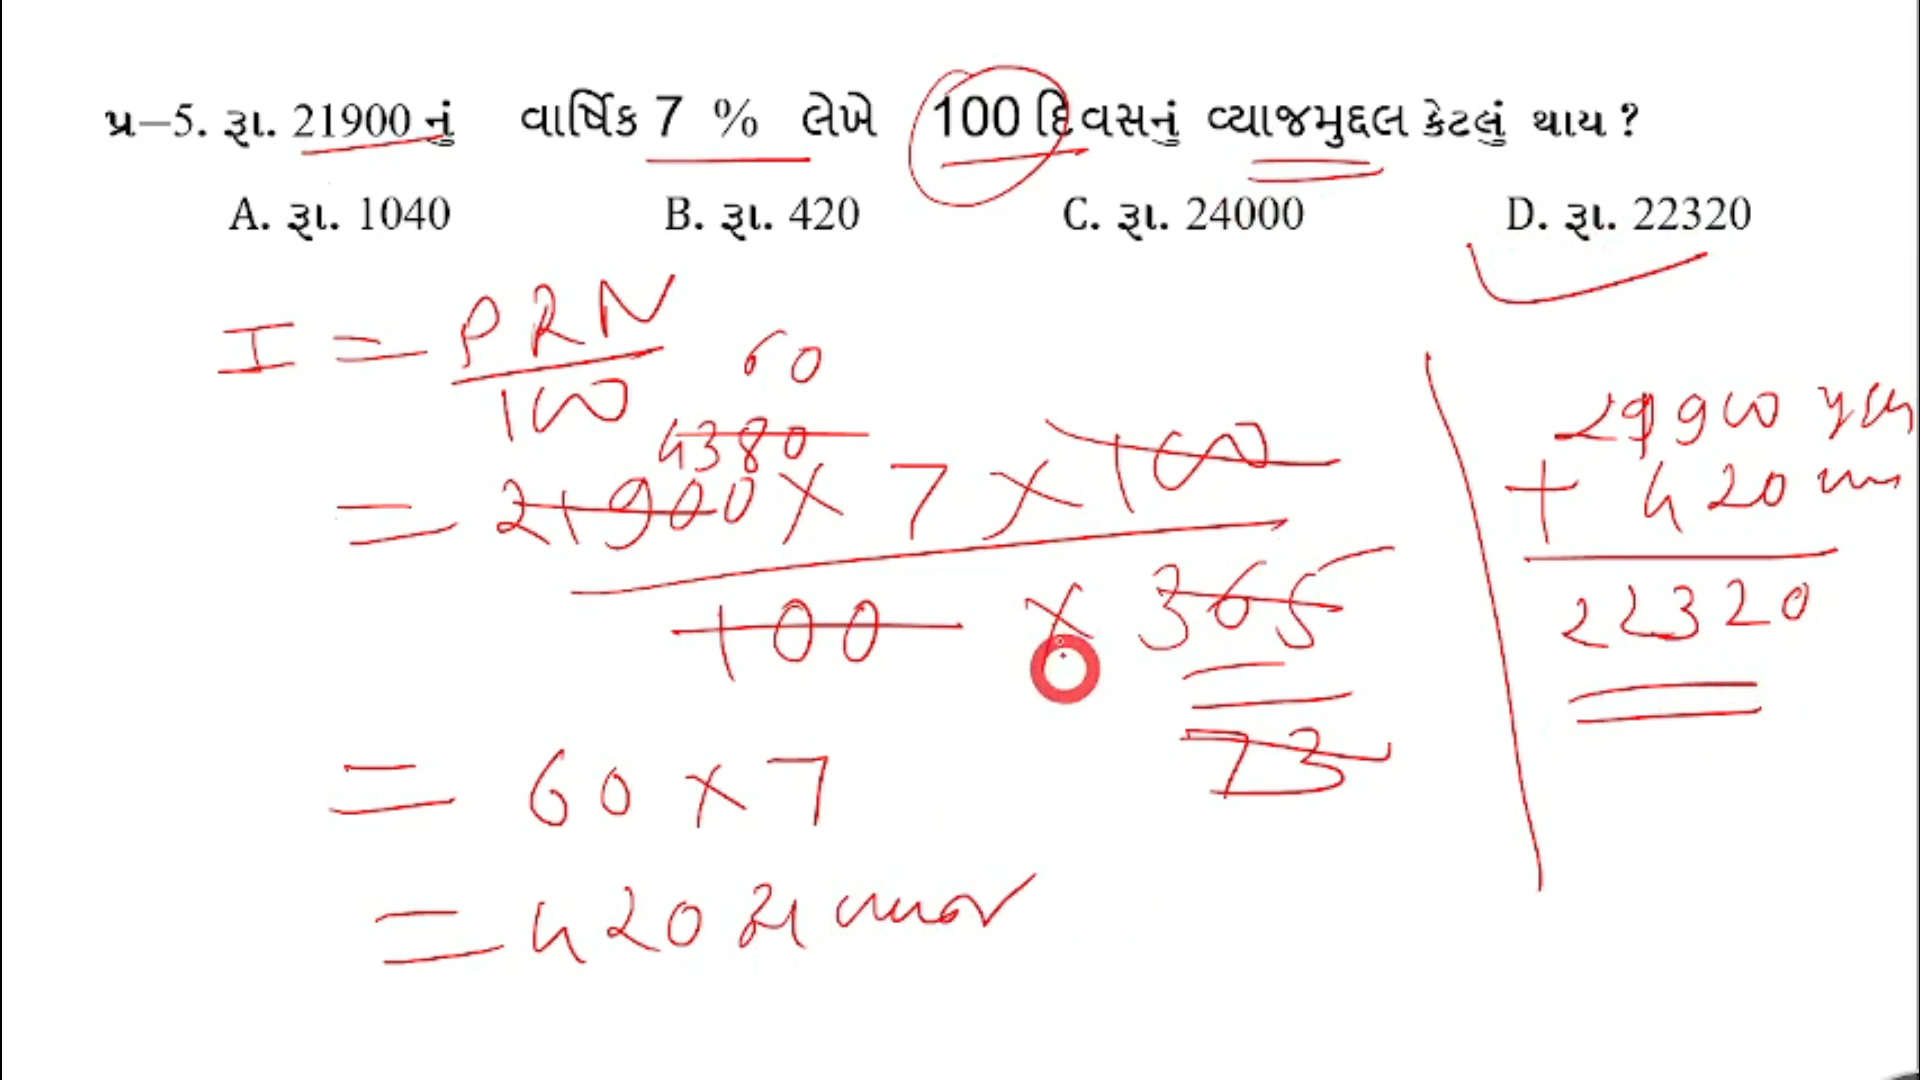 પ્ર–5. રૂા. 21900 નું વાર્ષિક 7 % લેખે 100 દિવસનું વ્યાજમુદ્દલ કેટલું થાય ?
A. રૂા. 1040 B. રૂા. 420 C. રૂા. 24000 D. રૂા. 22320
I = PRN
100
60
4380
= 21900 × 7 × 100
100 × 365
73
= 60 × 7
= 420 રૂા વ્યાજ
21900
+ 420
22320